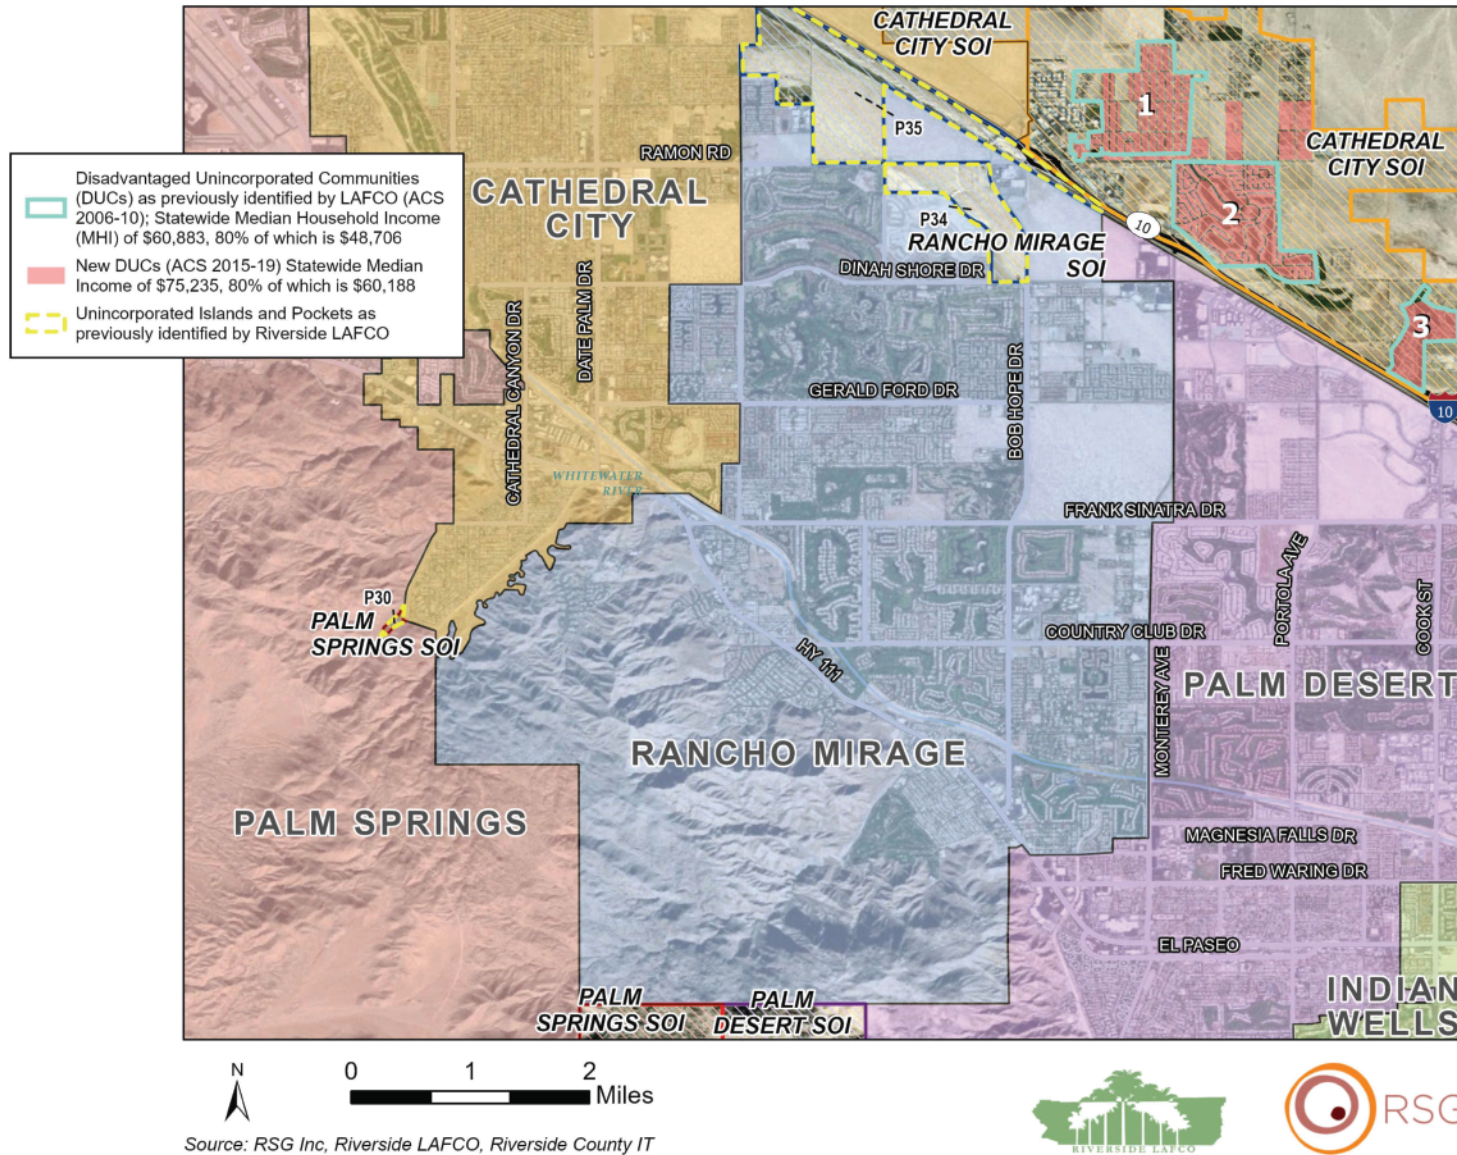 CATHEDRAL
CITY SOI
1
P35
RAMON RD
CATHEDRAL
CITY SOI
Disadvantaged Unincorporated Communities
(DUCs) as previously identified by LAFCO (ACS
2006-10); Statewide Median Household Income
(MHI) of $60,883, 80% of which is $48,706
New DUCs (ACS 2015-19) Statewide Median
Income of $75,235, 80% of which is $60,188
Unincorporated Islands and Pockets as
previously identified by Riverside LAFCO
CATHEDRAL
CITY
2
P34
10
RANCHO MIRAGE
SOI
DINAH SHORE DR
DATE PALM DR
CATHEDRAL CANYON DR
3
GERALD FORD DR
BOB HOPE DR
10
WHITEWATER
RIVER
FRANK SINATRA DR
PORTOLA AVE
COOK ST
P30
PALM
SPRINGS SOI
COUNTRY CLUB DR
HY 111
MONTEREY AVE
PALM DESERT
RANCHO MIRAGE
PALM SPRINGS
MAGNESIA FALLS DR
FRED WARING DR
EL PASEO
INDIAN
WELLS
PALM
SPRINGS SOI
PALM
DESERT SOI
N
0 1 2
Miles
Source: RSG Inc, Riverside LAFCO, Riverside County IT
RIVERSIDE LAFCO
RSG